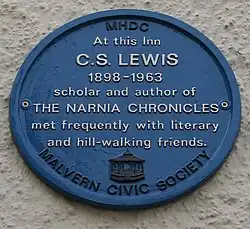 MHDC
At this Inn
C.S. LEWIS
1898-1963
scholar and author of
THE NARNIA CHRONICLES
met frequently with literary
and hill-walking friends.
MALVERN CIVIC SOCIETY